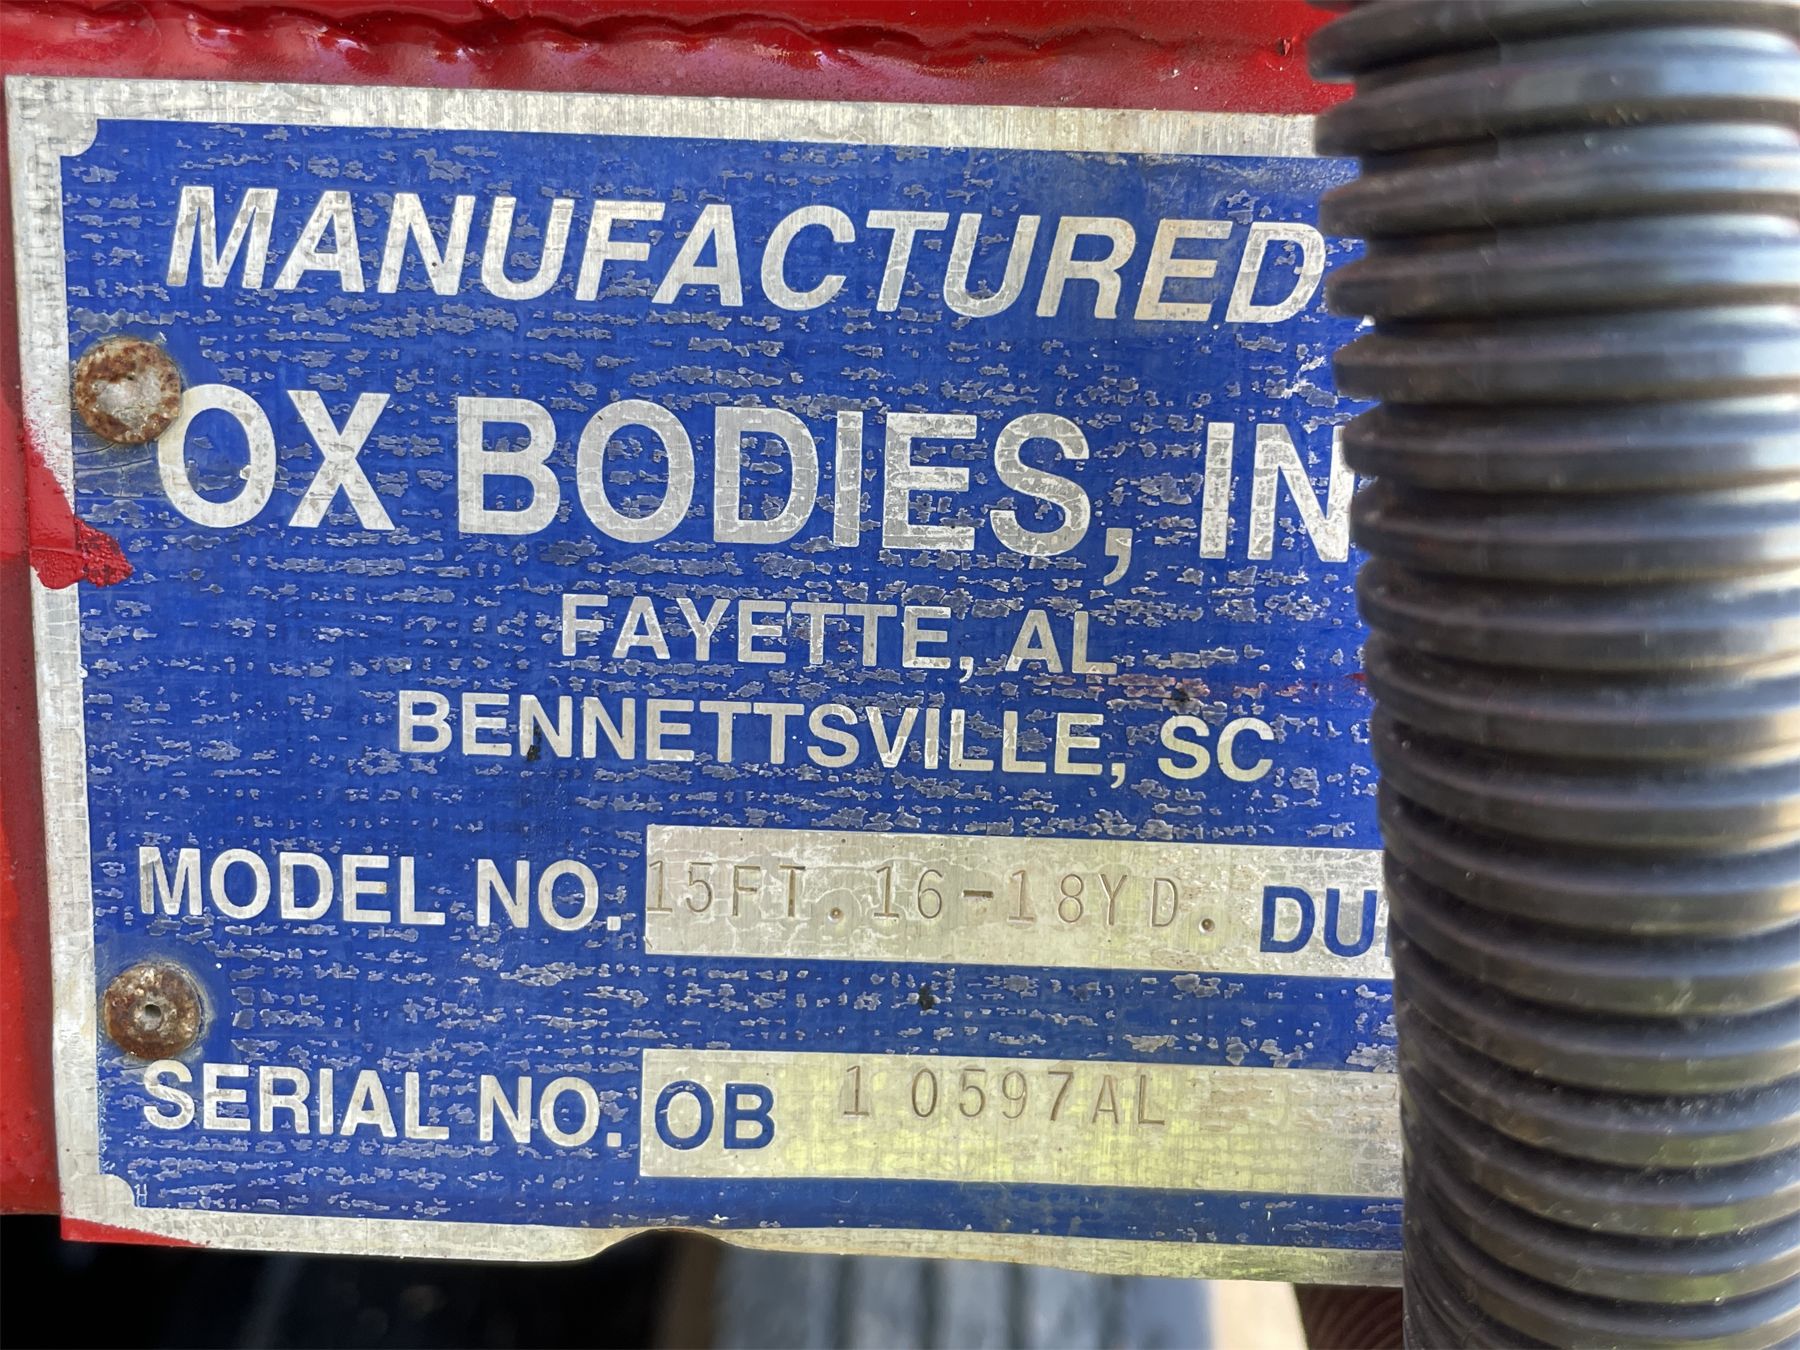 MANUFACTURED
OX BODIES, IN
FAYETTE, AL
BENNETTSVILLE, SC
MODEL NO. 15FT. 16-18YD. DU
SERIAL NO. OB 1 0597AL